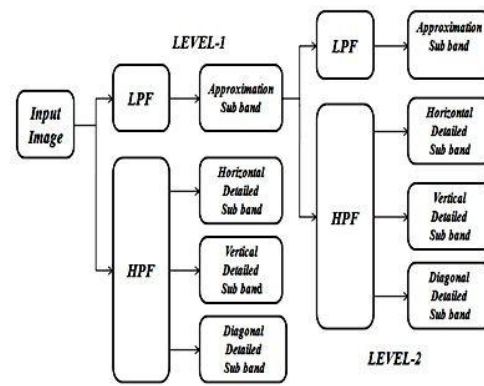 LEVEL-1
Input
Image
LPF
Approximation
Sub band
HPF
Horizontal
Detailed
Sub band
Vertical
Detailed
Sub band
Diagonal
Detailed
Sub band
LPF
Approximation
Sub band
HPF
Horizontal
Detailed
Sub band
Vertical
Detailed
Sub band
Diagonal
Detailed
Sub band
LEVEL-2